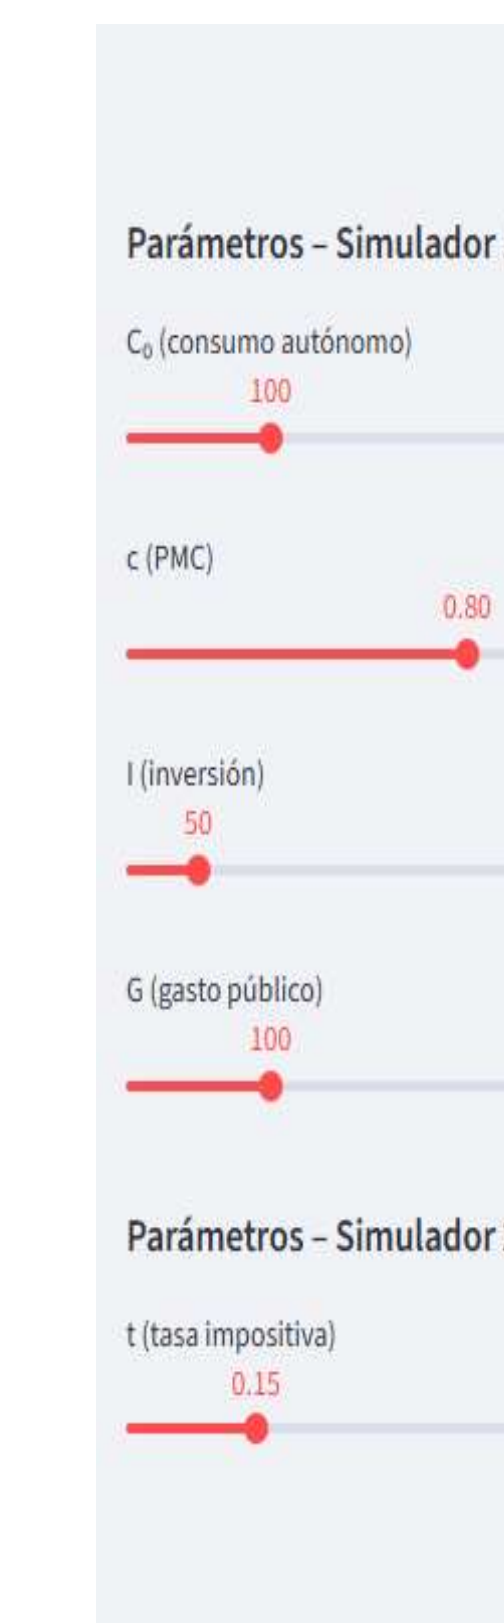 Parámetros – Simulador
C₀ (consumo autónomo)
100
c (PMC)
0.80
I (inversión)
50
G (gasto público)
100
Parámetros – Simulador
t (tasa impositiva)
0.15